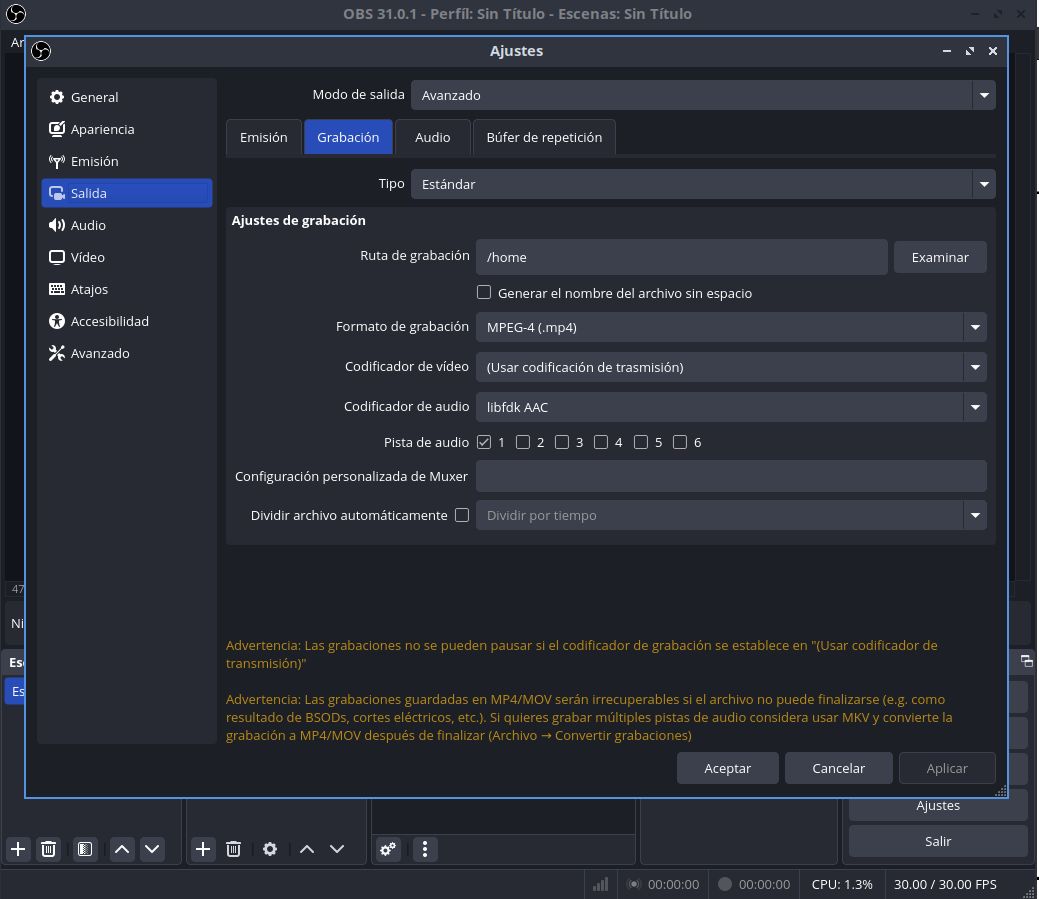 OBS 31.0.1 - Perfil: Sin Título - Escenas: Sin Título
Ar
Ajustes
General
Apariencia
Emisión
Salida
Audio
Vídeo
Atajos
Accesibilidad
Avanzado
Modo de salida Avanzado
Emisión Grabación Audio Búfer de repetición
Tipo Estándar
Ajustes de grabación
Ruta de grabación /home Examinar
Generar el nombre del archivo sin espacio
Formato de grabación MPEG-4 (.mp4)
Codificador de vídeo (Usar codificación de trasmisión)
Codificador de audio libfdk AAC
Pista de audio 1 2 3 4 5 6
Configuración personalizada de Muxer
Dividir archivo automáticamente Dividir por tiempo
47
Ni
Es
Es
Advertencia: Las grabaciones no se pueden pausar si el codificador de grabación se establece en "(Usar codificador de
transmisión)"
Advertencia: Las grabaciones guardadas en MP4/MOV serán irrecuperables si el archivo no puede finalizarse (e.g. como
resultado de BSODs, cortes eléctricos, etc.). Si quieres grabar múltiples pistas de audio considera usar MKV y convierte la
grabación a MP4/MOV después de finalizar (Archivo → Convertir grabaciones)
Aceptar Cancelar Aplicar
Ajustes
Salir
00:00:00 00:00:00 CPU: 1.3% 30.00 / 30.00 FPS